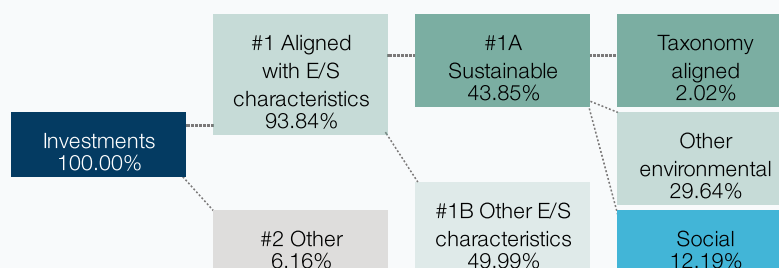 Investments
100.00%
#1 Aligned
with E/S
characteristics
93.84%
#2 Other
6.16%
#1A
Sustainable
43.85%
#1B Other E/S
characteristics
49.99%
Taxonomy
aligned
2.02%
Other
environmental
29.64%
Social
12.19%